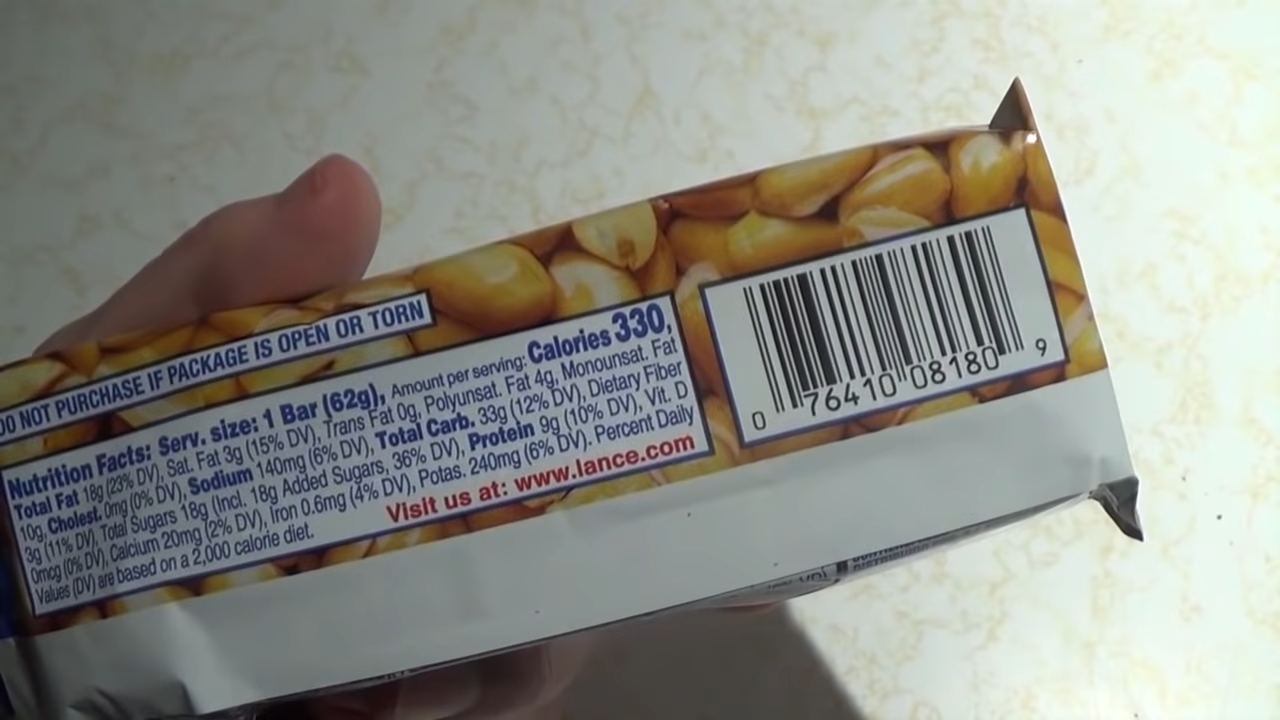 DO NOT PURCHASE IF PACKAGE IS OPEN OR TORN
Nutrition Facts: Serv. size: 1 Bar (62g), Amount per serving: Calories 330,
Total Fat 18g (23% DV), Sat. Fat 3g (15% DV), Trans Fat 0g, Polyunsat. Fat 4g, Monounsat. Fat
10g, Cholest. 0mg (0% DV), Sodium 140mg (6% DV), Total Carb. 33g (12% DV), Dietary Fiber
3g (11% DV), Total Sugars 18g (Incl. 18g Added Sugars, 36% DV), Protein 9g (10% DV), Vit. D
0mcg (0% DV), Calcium 20mg (2% DV), Iron 0.6mg (4% DV), Potas. 240mg (6% DV). Percent Daily
Values (DV) are based on a 2,000 calorie diet.
Visit us at: www.lance.com
0 76410 08180 9